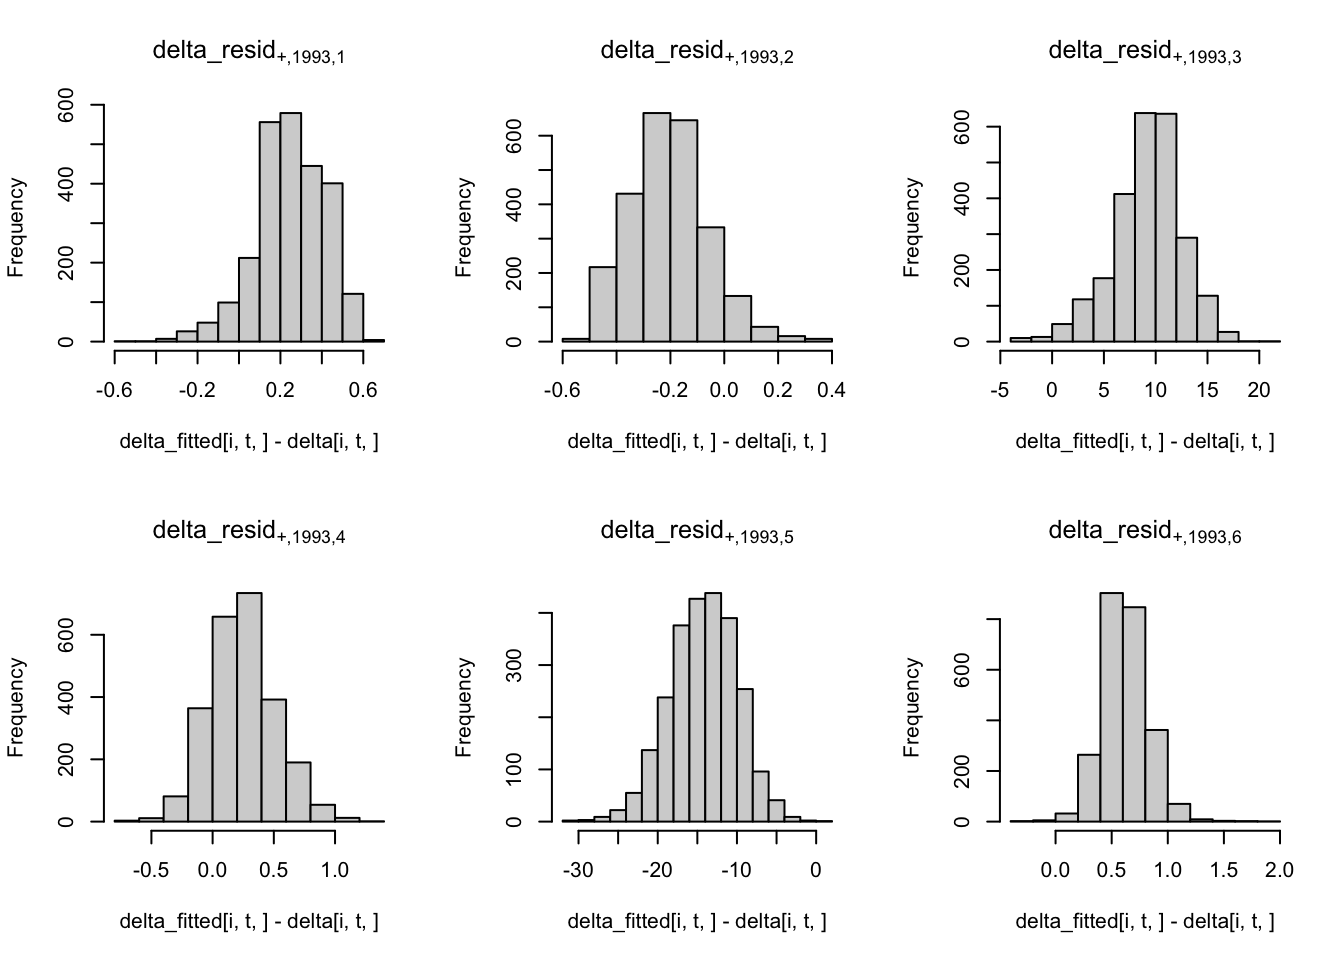 delta_resid+,1993,1
600
400
200
0
Frequency
-0.6 -0.2 0.2 0.6
delta_fitted[i, t, ] - delta[i, t, ]
delta_resid+,1993,2
600
400
200
0
Frequency
-0.6 -0.2 0.0 0.2 0.4
delta_fitted[i, t, ] - delta[i, t, ]
delta_resid+,1993,3
600
400
200
0
Frequency
-5 0 5 10 15 20
delta_fitted[i, t, ] - delta[i, t, ]
delta_resid+,1993,4
600
400
200
0
Frequency
-0.5 0.0 0.5 1.0
delta_fitted[i, t, ] - delta[i, t, ]
delta_resid+,1993,5
300
100
0
Frequency
-30 -20 -10 0
delta_fitted[i, t, ] - delta[i, t, ]
delta_resid+,1993,6
600
200
0
Frequency
0.0 0.5 1.0 1.5 2.0
delta_fitted[i, t, ] - delta[i, t, ]